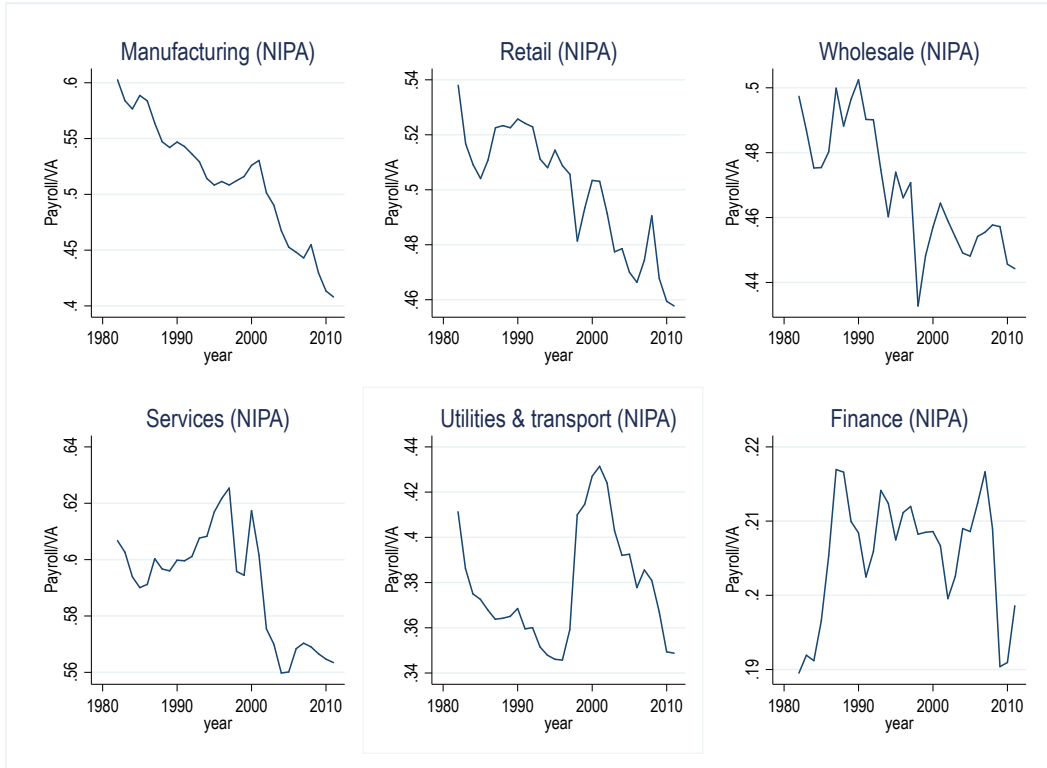 Manufacturing (NIPA)
Payroll/VA
.6
.55
.5
.45
.4
1980 1990 2000 2010
year
Retail (NIPA)
Payroll/VA
.54
.52
.5
.48
.46
1980 1990 2000 2010
year
Wholesale (NIPA)
Payroll/VA
.5
.48
.46
.44
1980 1990 2000 2010
year
Services (NIPA)
Payroll/VA
.64
.62
.6
.58
.56
1980 1990 2000 2010
year
Utilities & transport (NIPA)
Payroll/VA
.44
.42
.4
.38
.36
.34
1980 1990 2000 2010
year
Finance (NIPA)
Payroll/VA
.22
.21
.2
.19
1980 1990 2000 2010
year